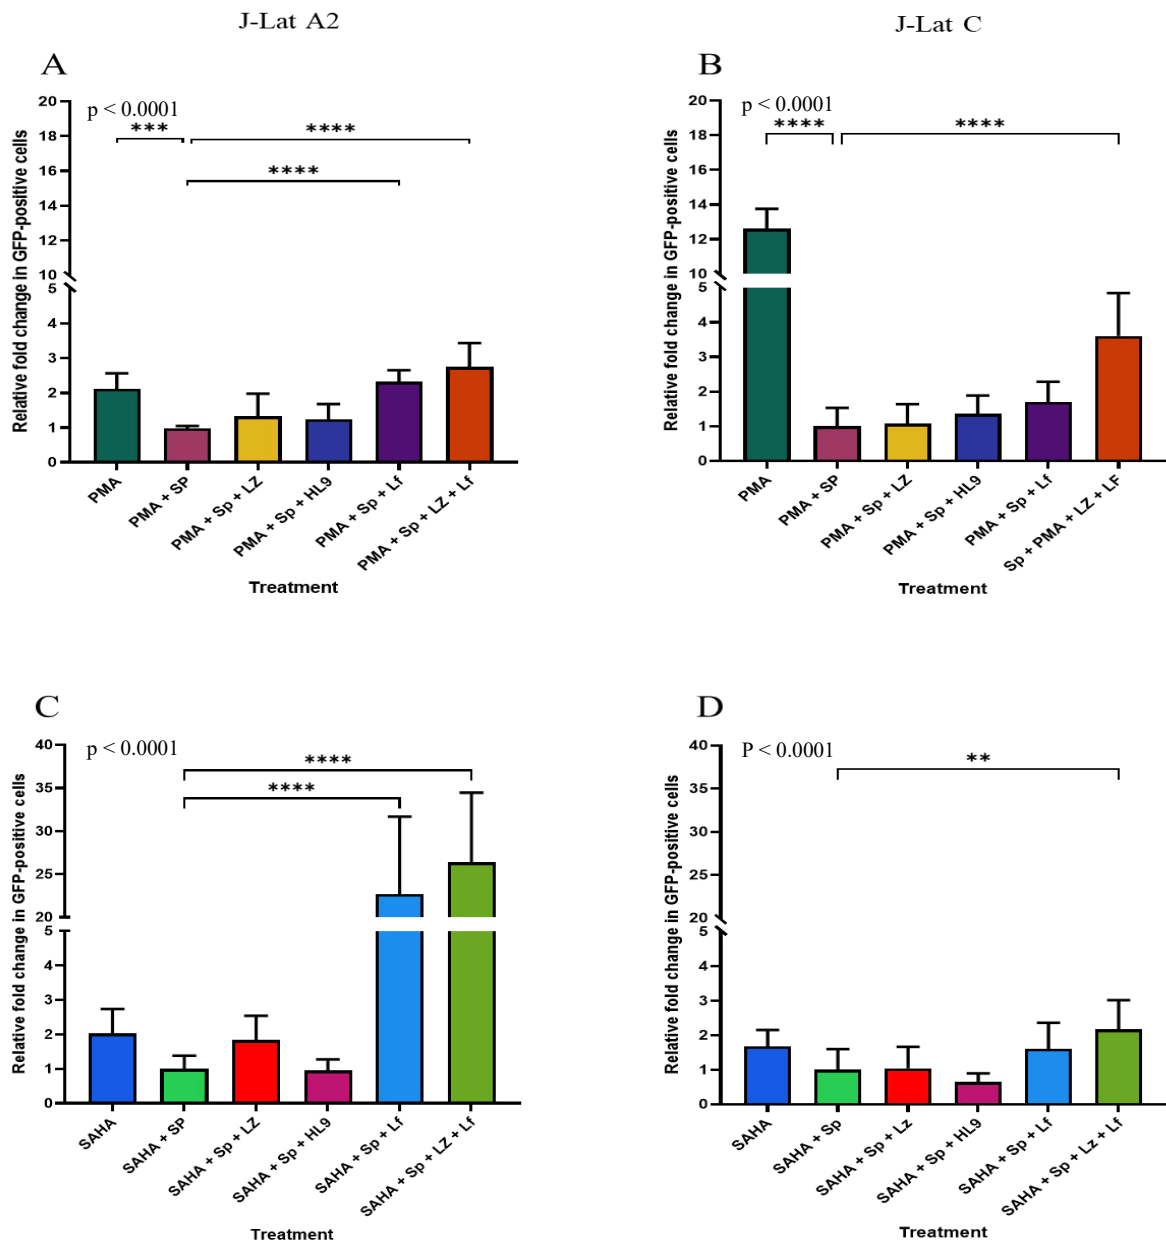 J-Lat A2
J-Lat C
A
p < 0.0001
***
****
****
Relative fold change in GFP-positive cells
20
18
16
14
12
10
5
4
3
2
1
0
PMA
PMA + SP
PMA + Sp + LZ
PMA + Sp + HL9
PMA + Sp + Lf
PMA + Sp + LZ + Lf
Treatment
B
p < 0.0001
****
****
Relative fold change in GFP-positive cells
20
18
16
14
12
10
5
4
3
2
1
0
PMA
PMA + SP
PMA + Sp + LZ
PMA + Sp + HL9
PMA + Sp + Lf
Sp + PMA + LZ + LF
Treatment
C
p < 0.0001
****
****
Relative fold change in GFP-positive cells
40
35
30
25
20
5
4
3
2
1
0
SAHA
SAHA + SP
SAHA + Sp + LZ
SAHA + Sp + HL9
SAHA + Sp + Lf
SAHA + Sp + LZ + Lf
Treatment
D
P < 0.0001
**
Relative fold change in GFP-positive cells
40
35
30
25
20
5
4
3
2
1
0
SAHA
SAHA + Sp
SAHA + Sp + Lz
SAHA + Sp + HL9
SAHA + Sp + Lf
SAHA + Sp + Lz + Lf
Treatment